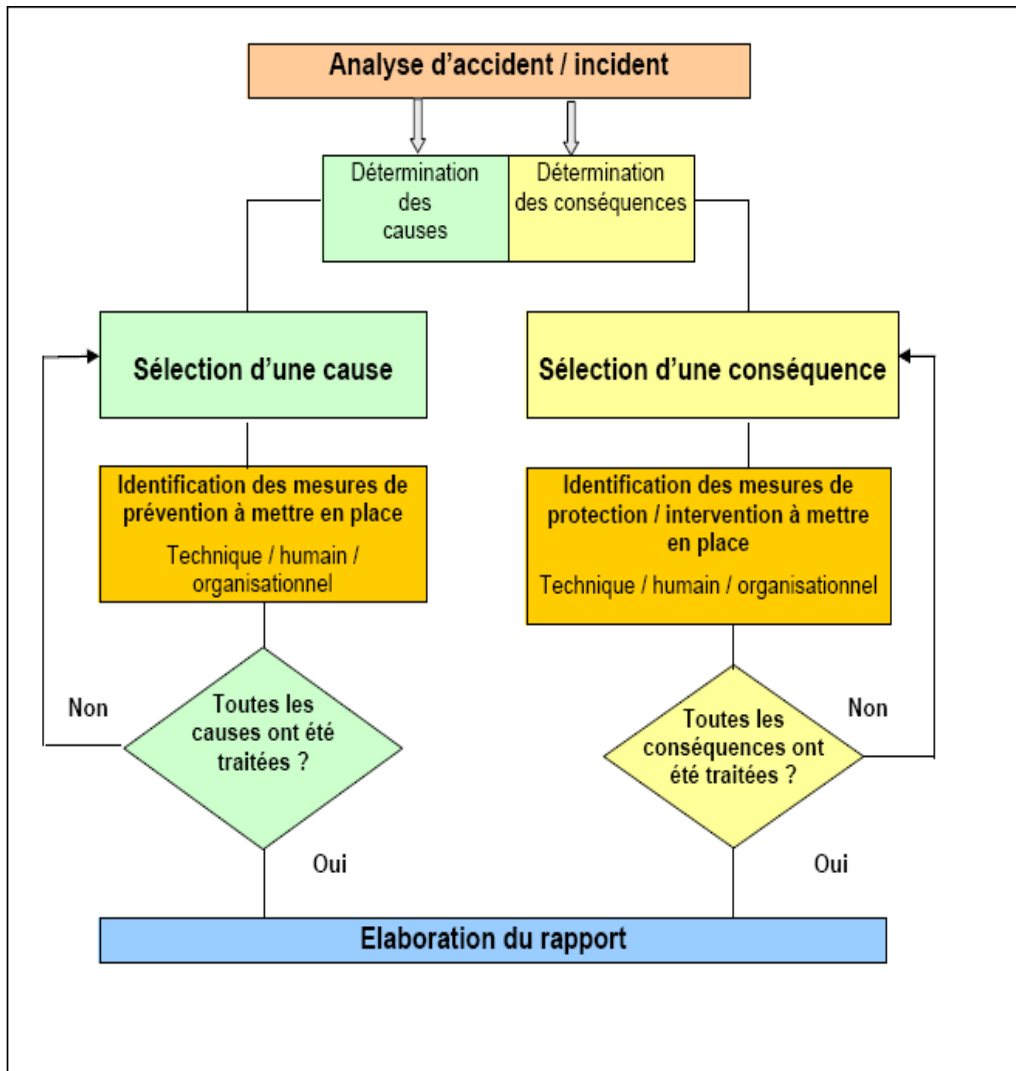 Analyse d'accident / incident
Détermination
des
causes
Détermination
des conséquences
Sélection d'une cause
Sélection d'une conséquence
Identification des mesures de
prévention à mettre en place
Technique / humain /
organisationnel
Identification des mesures de
protection / intervention à mettre
en place
Technique / humain / organisationnel
Non
Toutes les
causes ont été
traitées ?
Toutes les
conséquences ont
été traitées ?
Non
Oui
Oui
Elaboration du rapport